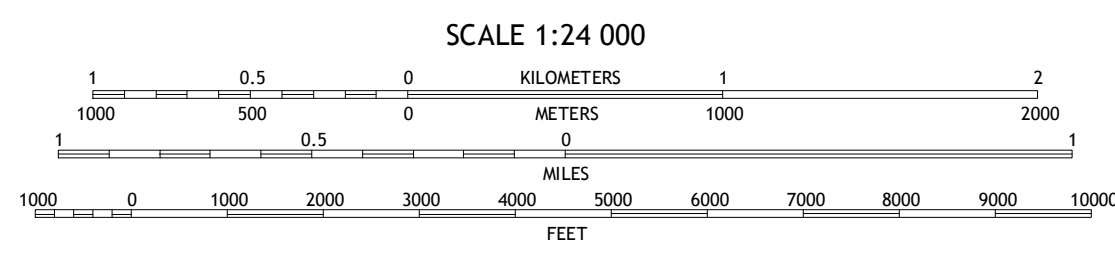 SCALE 1:24 000
1 0.5 0 KILOMETERS 1 2
1000 500 0 METERS 1000 2000
1 0.5 0 1
MILES
1000 0 1000 2000 3000 4000 5000 6000 7000 8000 9000 10000
FEET